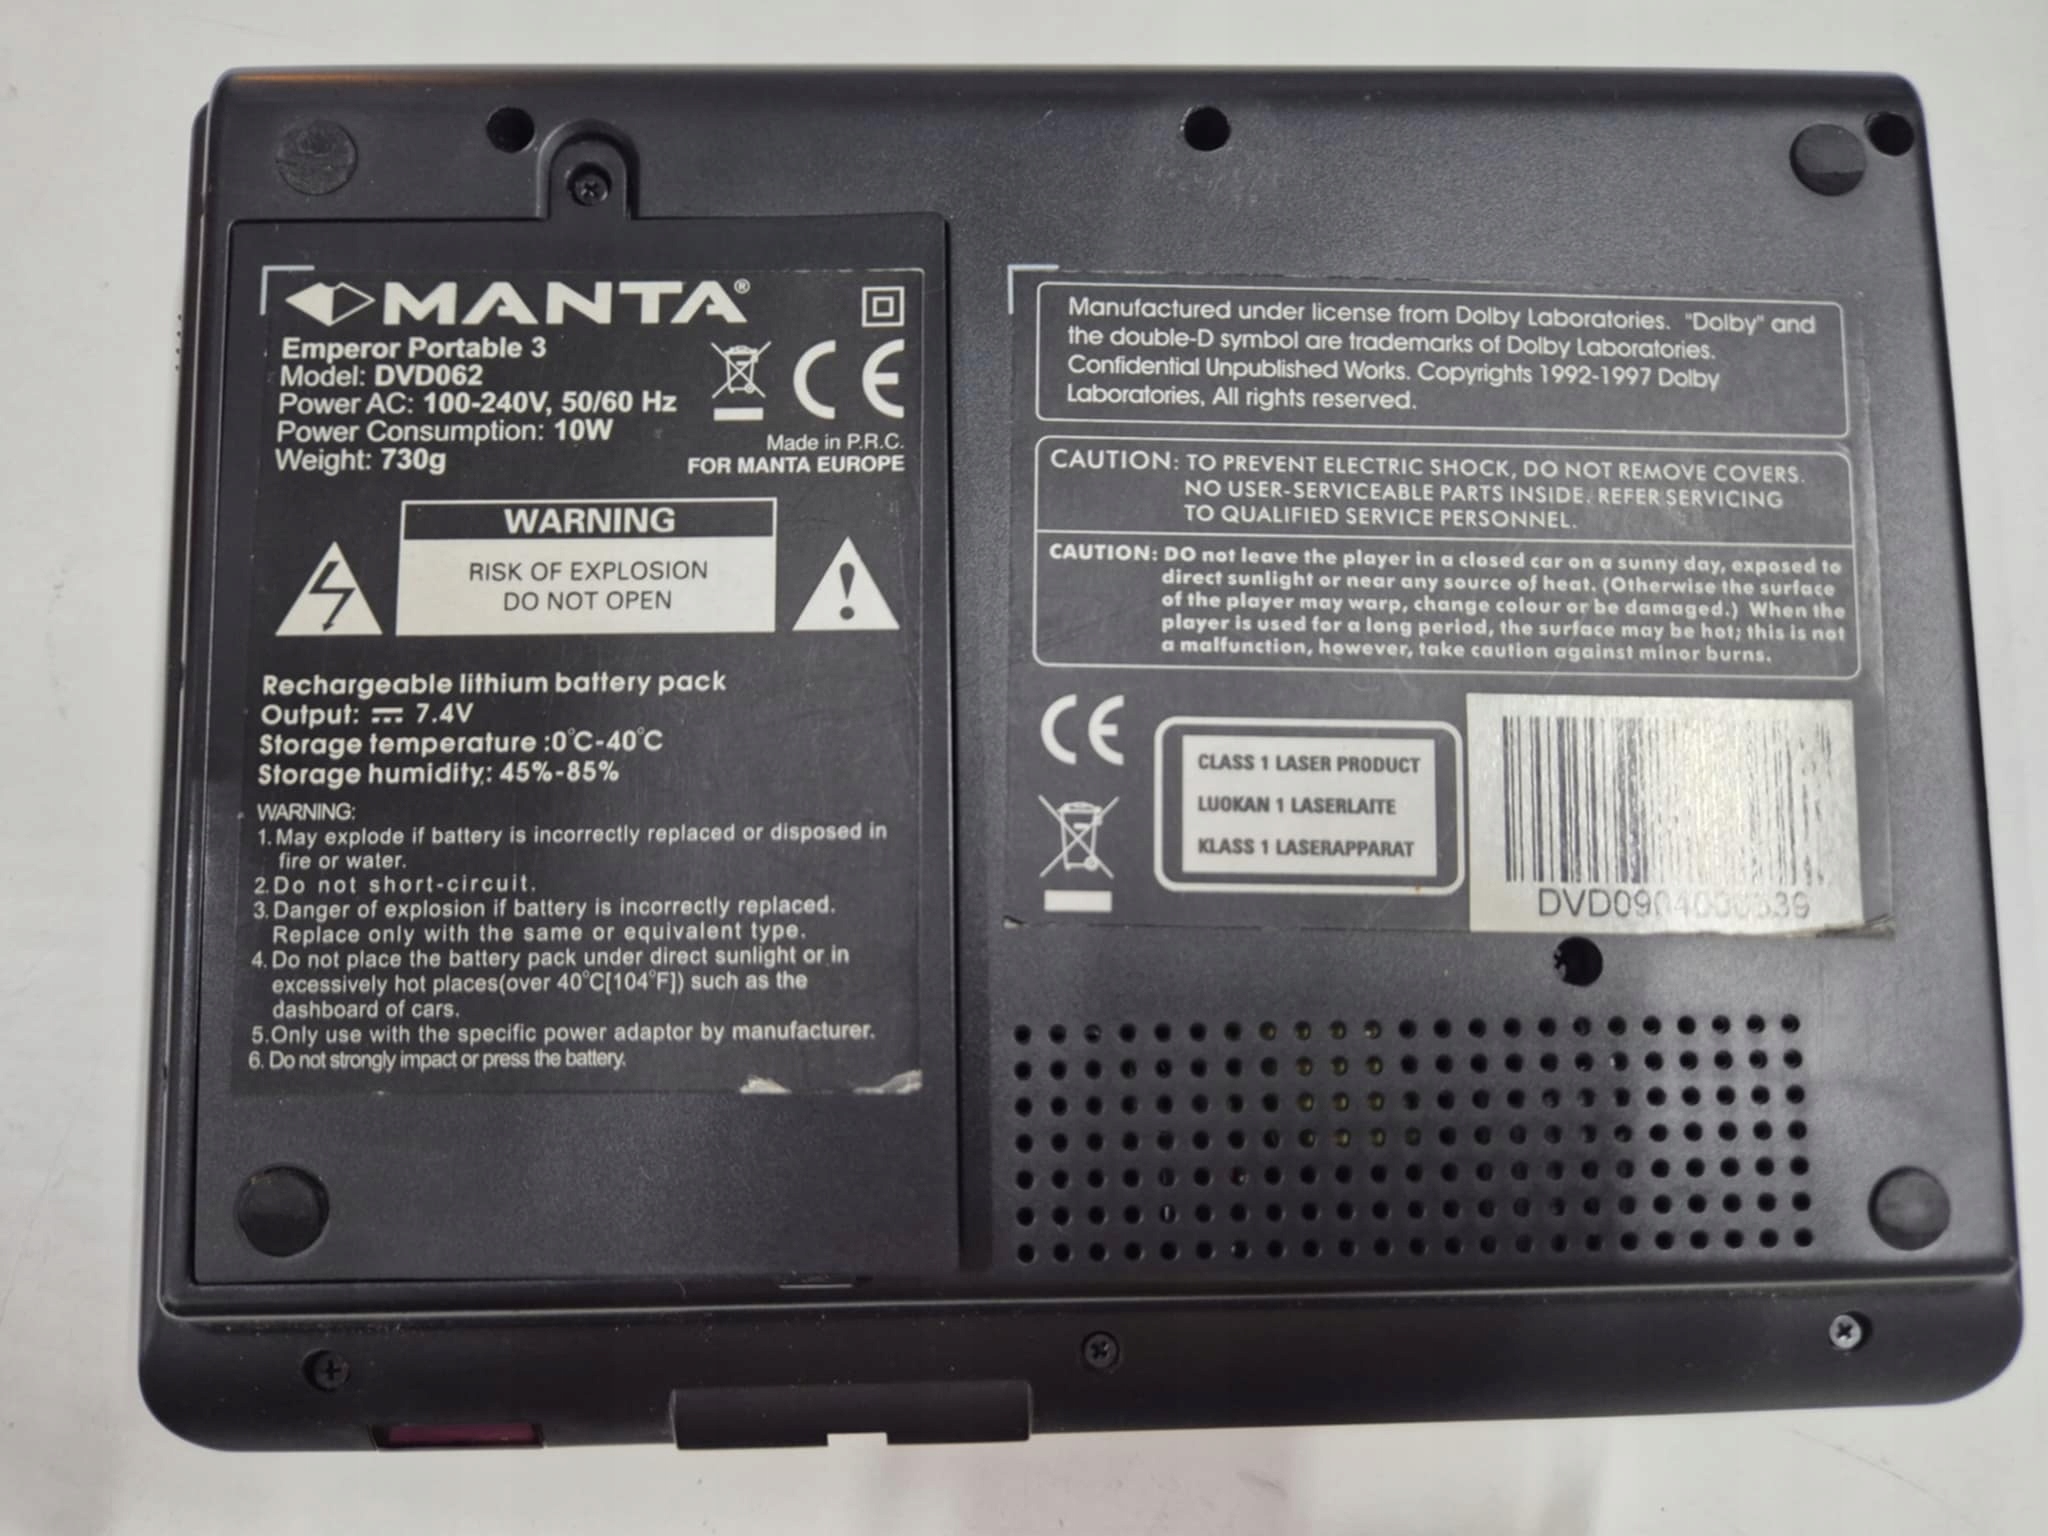 MANTA®
Emperor Portable 3
Model: DVD062
Power AC: 100-240V, 50/60 Hz
Power Consumption: 10W
Weight: 730g
CE
Made in P.R.C.
FOR MANTA EUROPE
WARNING
RISK OF EXPLOSION
DO NOT OPEN
Rechargeable lithium battery pack
Output: ⎓ 7.4V
Storage temperature :0°C-40°C
Storage humidity: 45%-85%
WARNING:
1. May explode if battery is incorrectly replaced or disposed in
fire or water.
2. Do not short-circuit.
3. Danger of explosion if battery is incorrectly replaced.
Replace only with the same or equivalent type.
4. Do not place the battery pack under direct sunlight or in
excessively hot places(over 40°C[104°F]) such as the
dashboard of cars.
5.Only use with the specific power adaptor by manufacturer.
6. Do not strongly impact or press the battery.
Manufactured under license from Dolby Laboratories. "Dolby" and
the double-D symbol are trademarks of Dolby Laboratories.
Confidential Unpublished Works. Copyrights 1992-1997 Dolby
Laboratories, All rights reserved.
CAUTION: TO PREVENT ELECTRIC SHOCK, DO NOT REMOVE COVERS.
NO USER-SERVICEABLE PARTS INSIDE. REFER SERVICING
TO QUALIFIED SERVICE PERSONNEL.
CAUTION: DO not leave the player in a closed car on a sunny day, exposed to
direct sunlight or near any source of heat. (Otherwise the surface
of the player may warp, change colour or be damaged.) When the
player is used for a long period, the surface may be hot; this is not
a malfunction, however, take caution against minor burns.
CE
CLASS 1 LASER PRODUCT
LUOKAN 1 LASERLAITE
KLASS 1 LASERAPPARAT